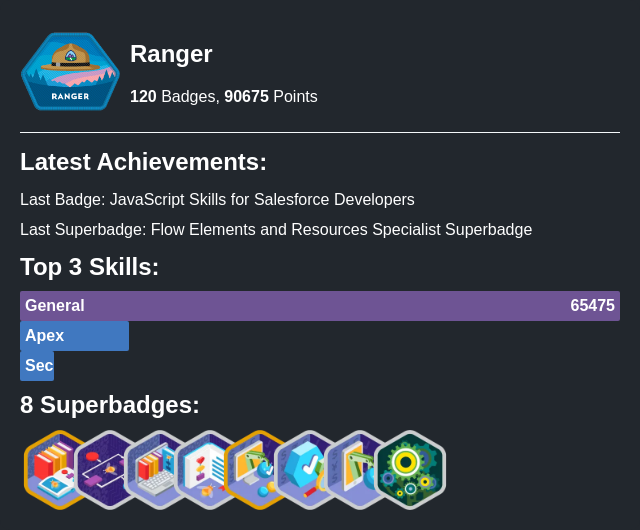 RANGER
Ranger
120 Badges, 90675 Points
Latest Achievements:
Last Badge: JavaScript Skills for Salesforce Developers
Last Superbadge: Flow Elements and Resources Specialist Superbadge
Top 3 Skills:
General 65475
Apex
Sec
8 Superbadges: